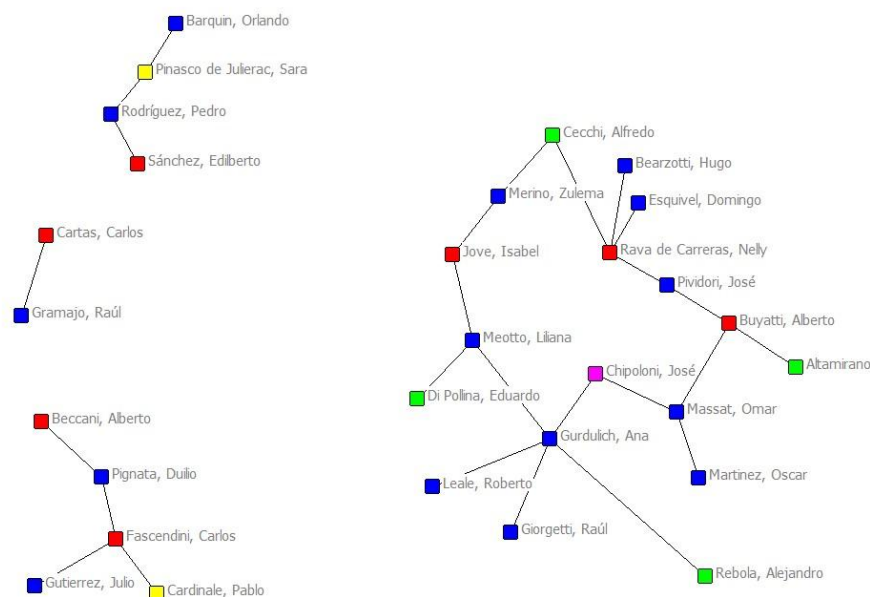 Barquin, Orlando
Pinasco de Julierac, Sara
Rodríguez, Pedro
Sánchez, Edilberto
Cecchi, Alfredo
Bearzotti, Hugo
Merino, Zulema
Esquivel, Domingo
Cartas, Carlos
Jove, Isabel
Rava de Carreras, Nelly
Pividori, José
Gramajo, Raúl
Buyatti, Alberto
Meotto, Liliana
Altamirano
Chipoloni, José
Di Pollina, Eduardo
Massat, Omar
Beccani, Alberto
Gurdulich, Ana
Pignata, Duilio
Martinez, Oscar
Leale, Roberto
Giorgetti, Raúl
Fascendini, Carlos
Rebola, Alejandro
Gutierrez, Julio
Cardinale, Pablo